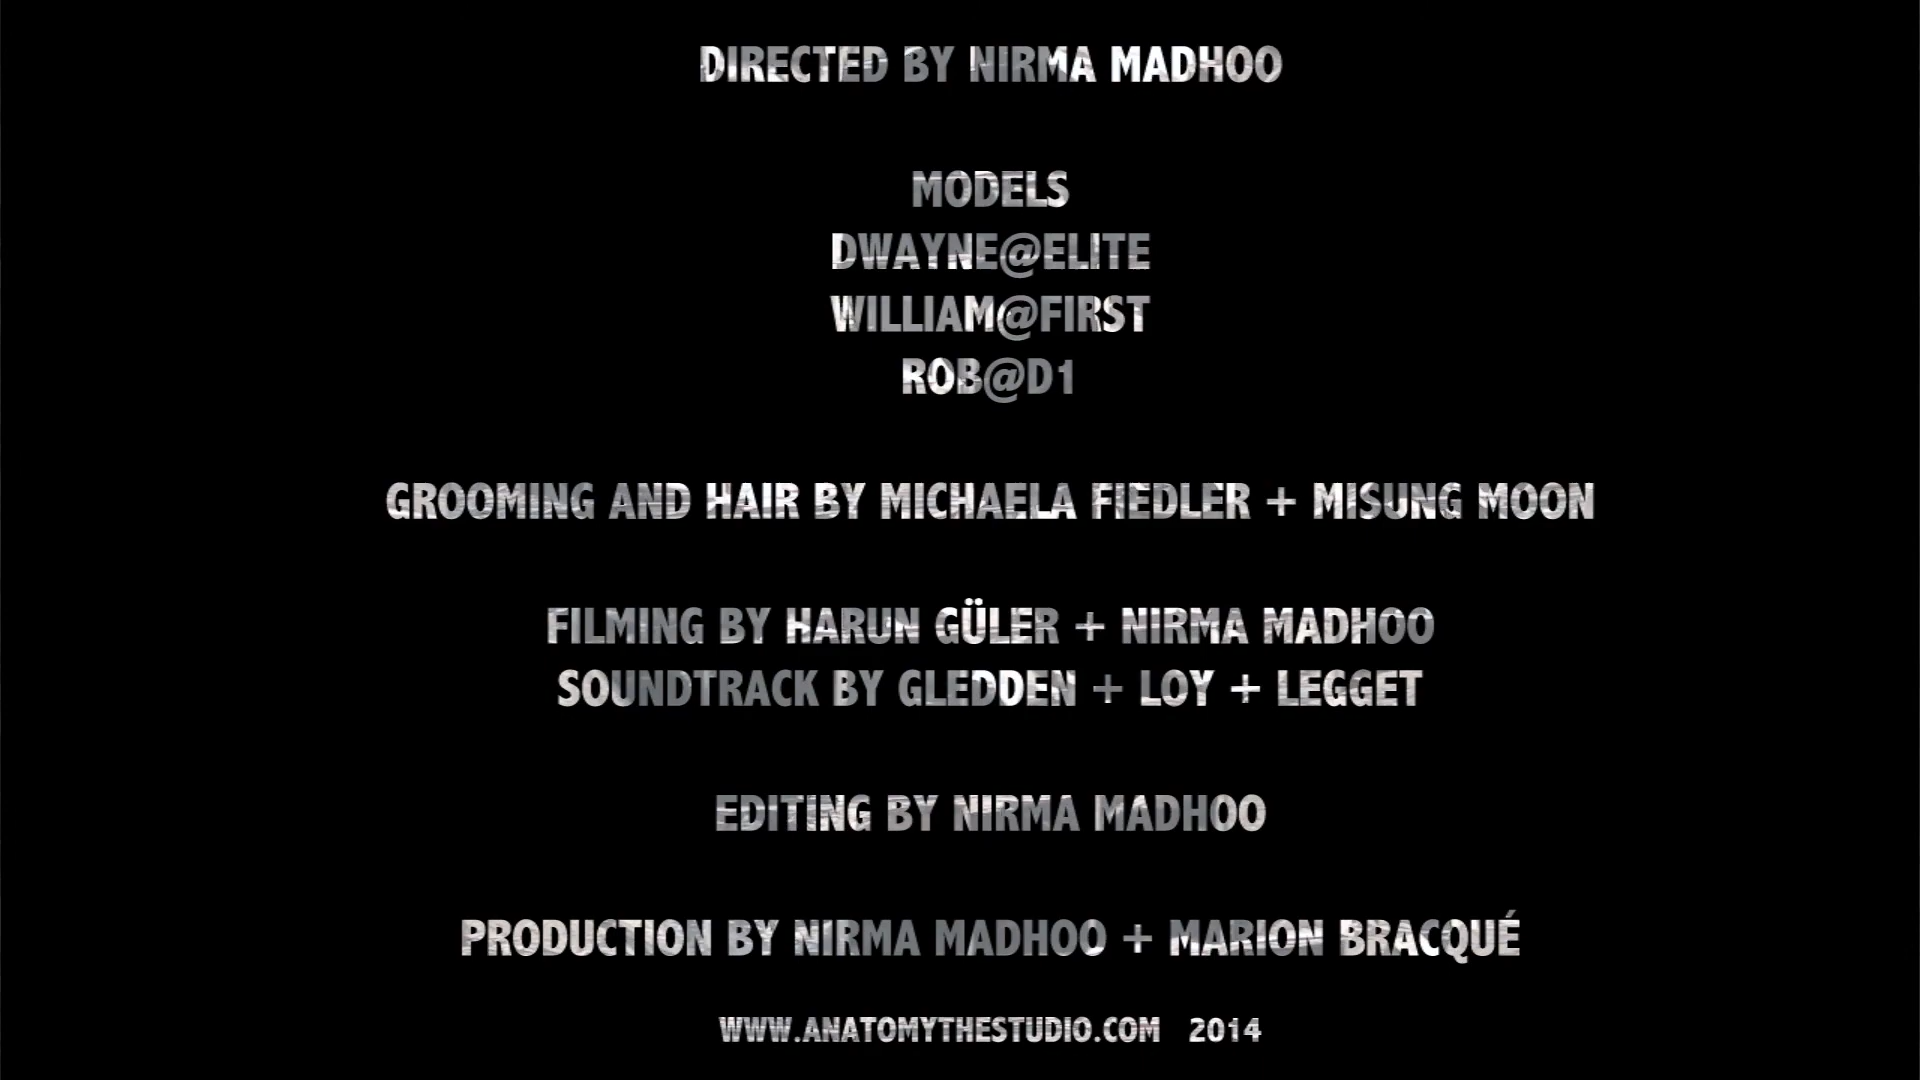 DIRECTED BY NIRMA MADHOO
MODELS
DWAYNE@ELITE
WILLIAM@FIRST
ROB@D1
GROOMING AND HAIR BY MICHAELA FIEDLER + MISUNG MOON
FILMING BY HARUN GÜLER + NIRMA MADHOO
SOUNDTRACK BY GLEDDEN + LOY + LEGGET
EDITING BY NIRMA MADHOO
PRODUCTION BY NIRMA MADHOO + MARION BRACQUÉ
WWW.ANATOMYTHESTUDIO.COM 2014